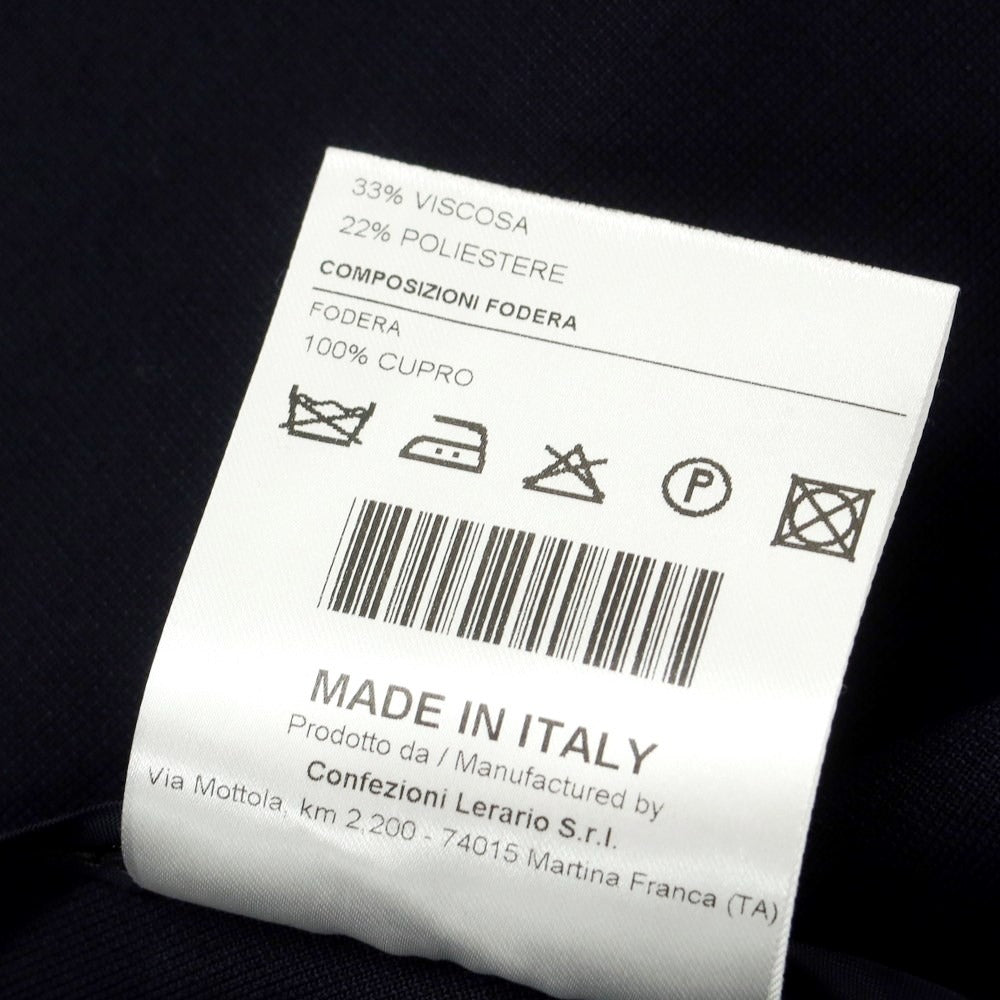 33% VISCOSA
22% POLIESTERE
COMPOSIZIONI FODERA
FODERA
100% CUPRO
P
MADE IN ITALY
Prodotto da / Manufactured by
Confezioni Lerario S.r.l.
Via Mottola, km 2,200 - 74015 Martina Franca (TA)